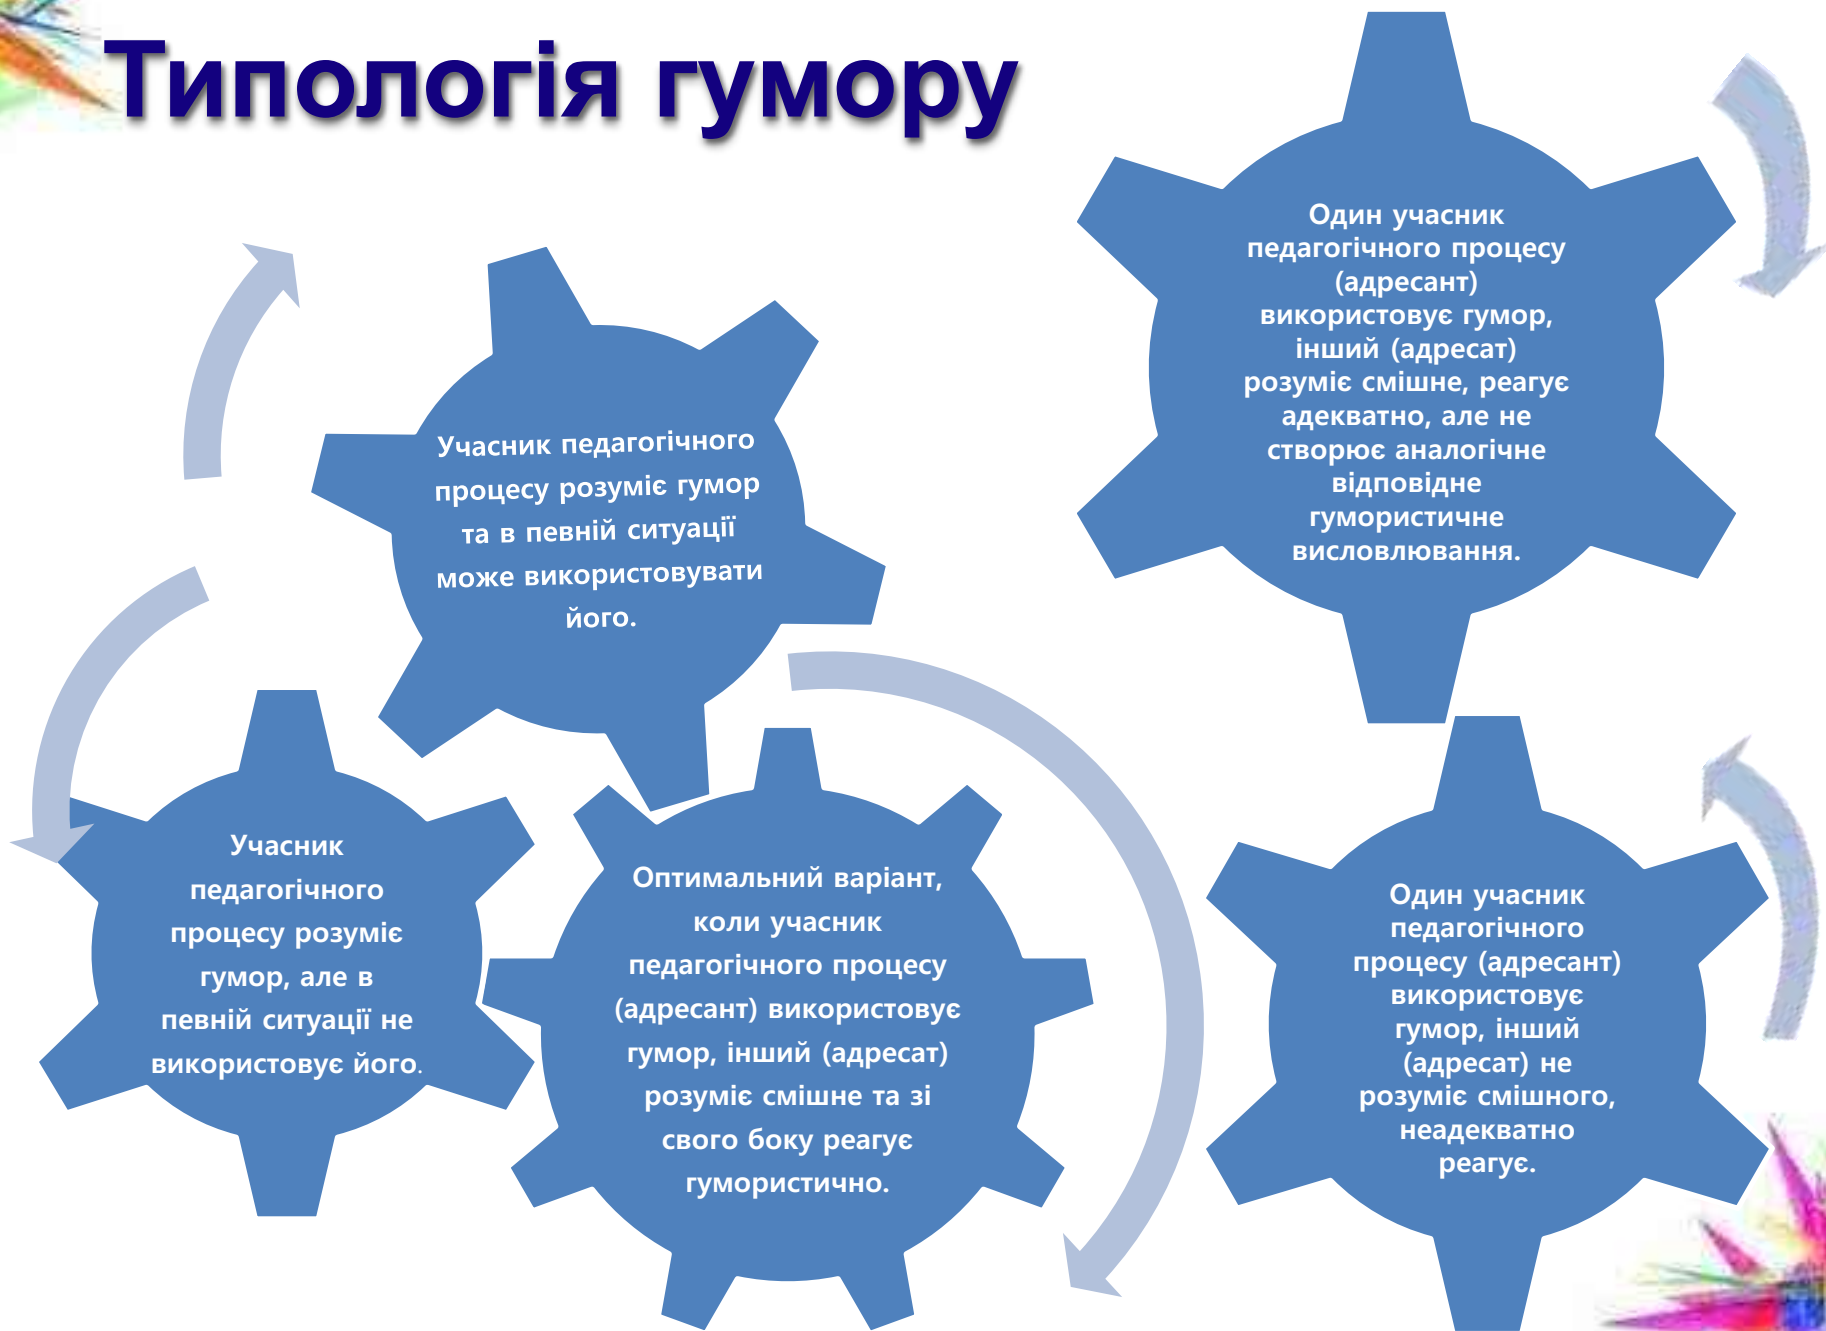 Типологія гумору
Учасник педагогічного
процесу розуміє гумор
та в певній ситуації
може використовувати
його.
Учасник
педагогічного
процесу розуміє
гумор, але в
певній ситуації не
використовує його.
Оптимальний варіант,
коли учасник
педагогічного процесу
(адресант) використовує
гумор, інший (адресат)
розуміє смішне та зі
свого боку реагує
гумористично.
Один учасник
педагогічного процесу
(адресант)
використовує гумор,
інший (адресат)
розуміє смішне, реагує
адекватно, але не
створює аналогічне
відповідне
гумористичне
висловлювання.
Один учасник
педагогічного
процесу (адресант)
використовує
гумор, інший
(адресат) не
розуміє смішного,
неадекватно
реагує.